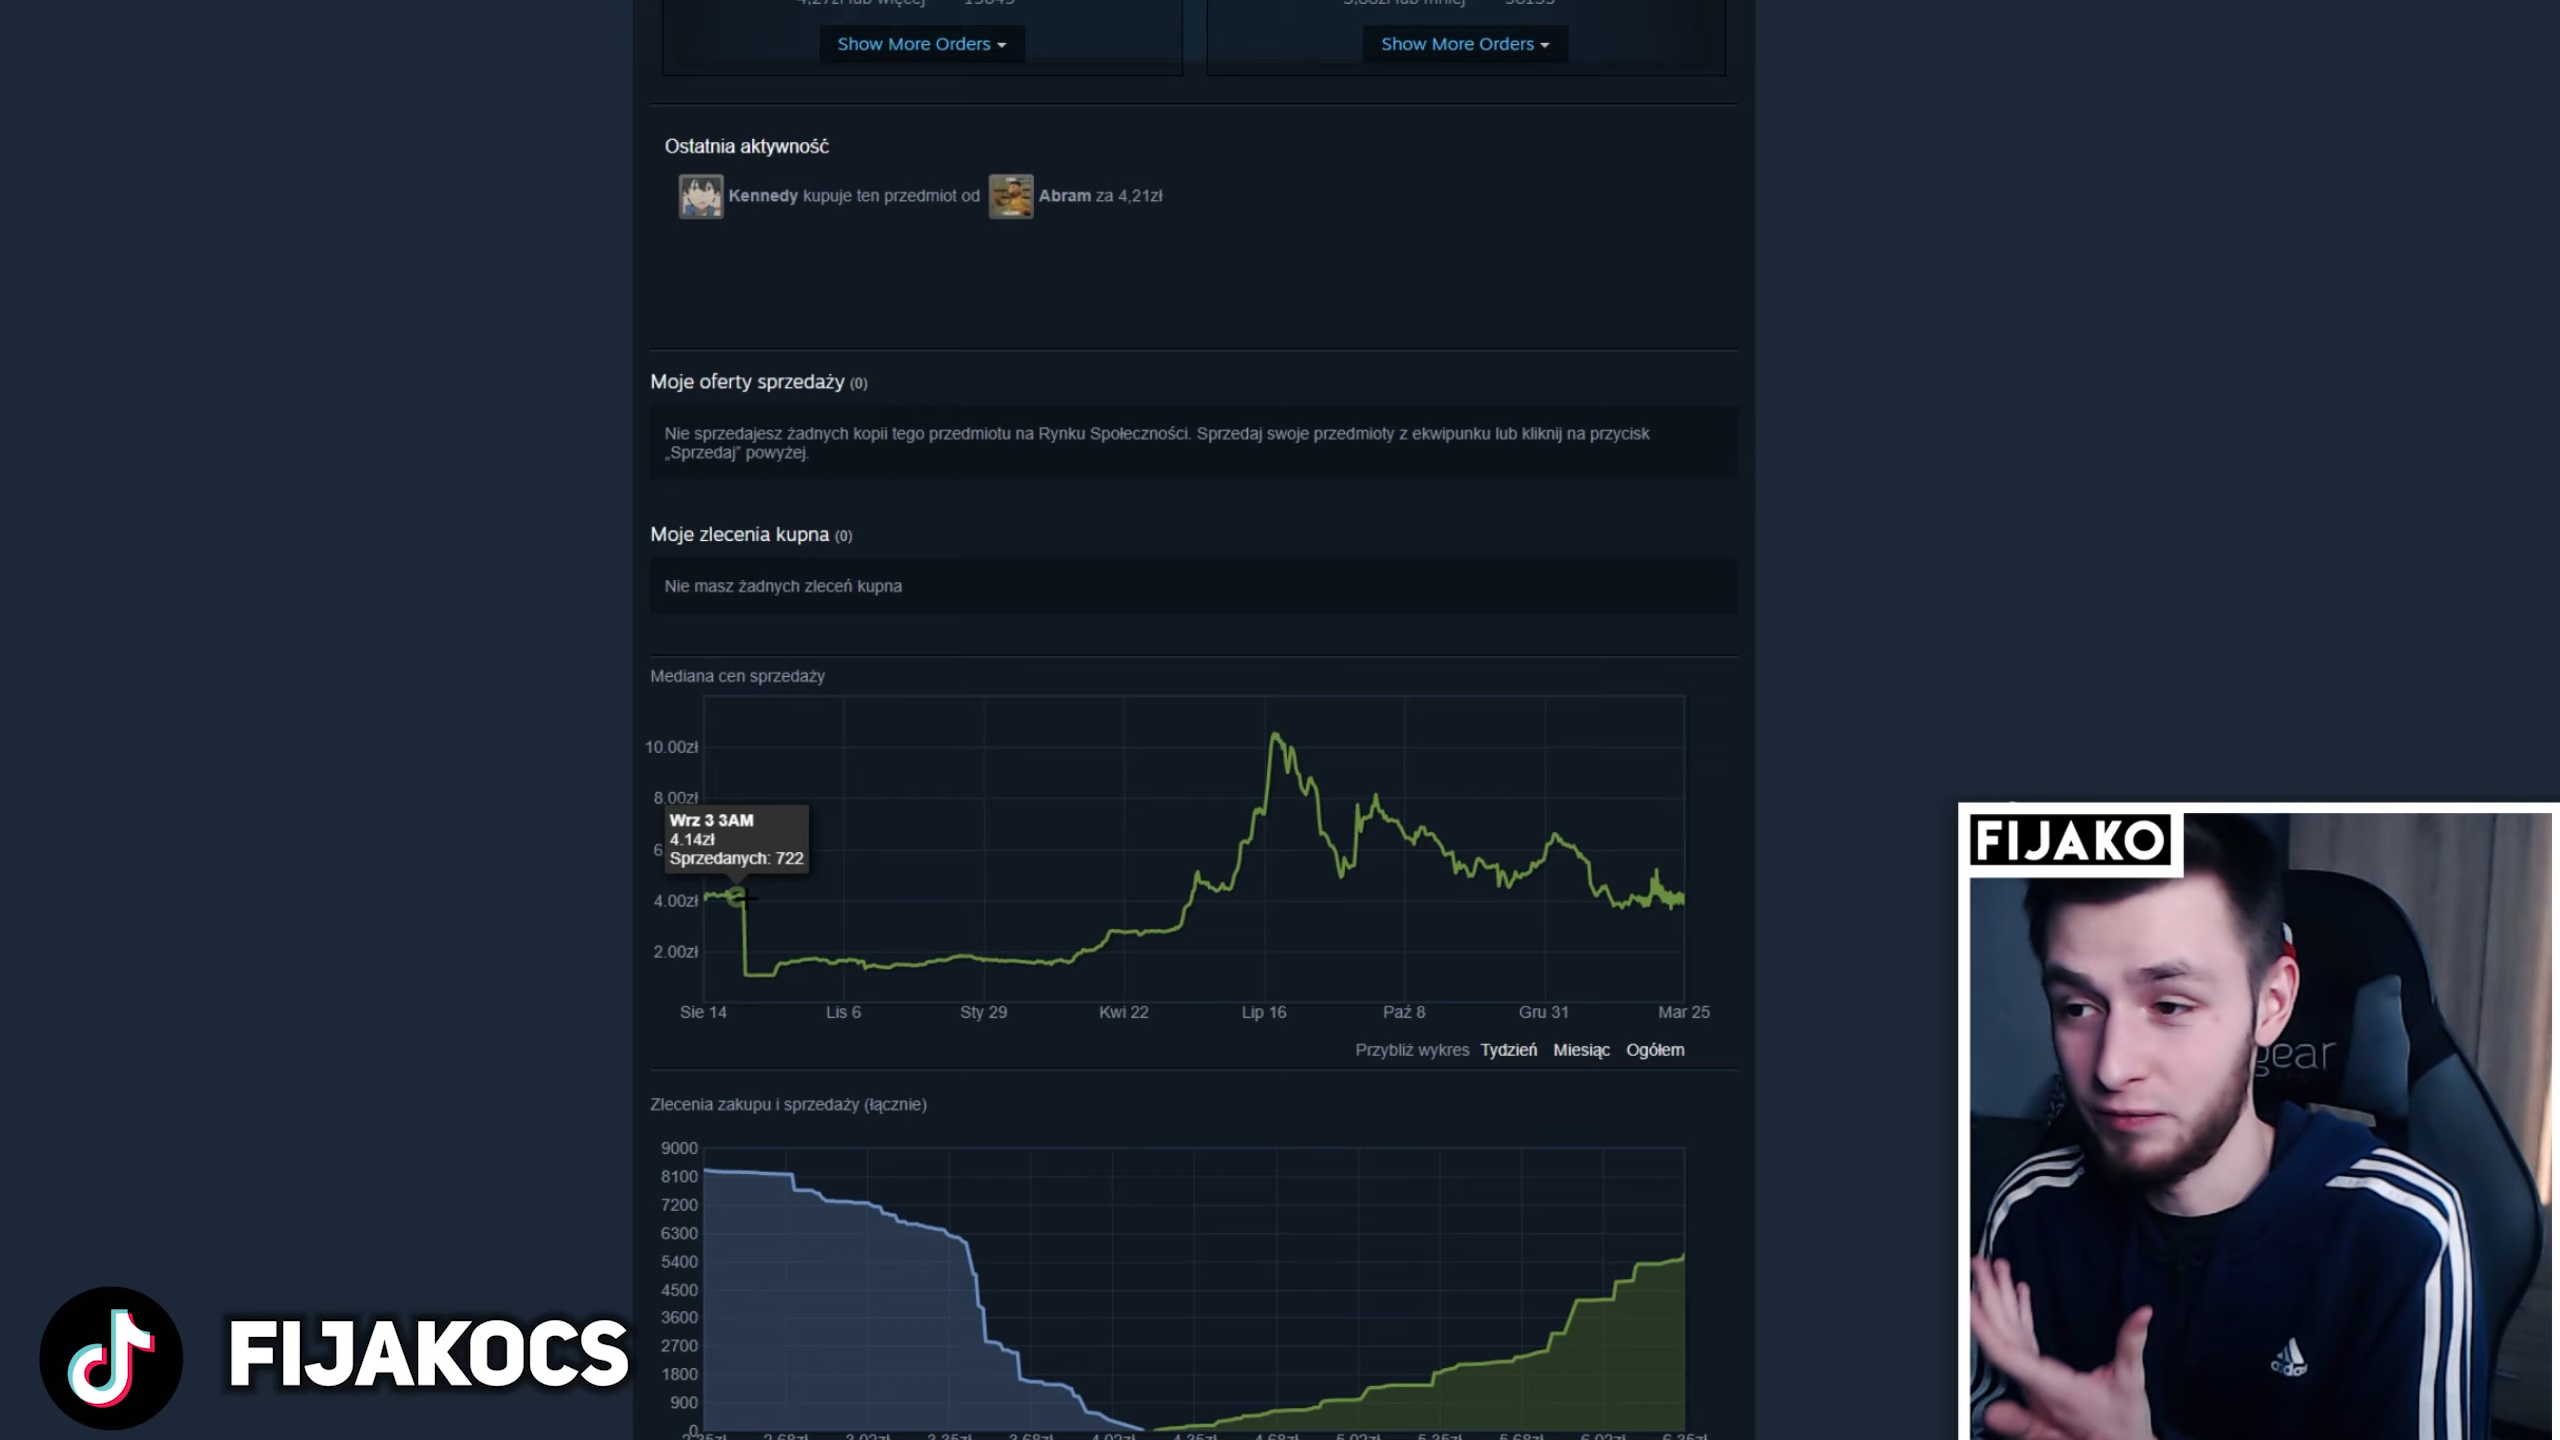 Show More Orders
Show More Orders
Ostatnia aktywność
Kennedy kupuje ten przedmiot od Abram za 4,21zł
Moje oferty sprzedaży (0)
Nie sprzedajesz żadnych kopii tego przedmiotu na Rynku Społeczności. Sprzedaj swoje przedmioty z ekwipunku lub kliknij na przycisk
„Sprzedaj” powyżej.
Moje zlecenia kupna (0)
Nie masz żadnych zleceń kupna
Mediana cen sprzedaży
10.00zł
8.00zł
Wrz 3 3AM
4.14zł
6
Sprzedanych: 722
4.00zł
2.00zł
Sie 14 Lis 6 Sty 29 Kwi 22 Lip 16 Paź 8 Gru 31 Mar 25
Przybliż wykres Tydzień Miesiąc Ogółem
Zlecenia zakupu i sprzedaży (łącznie)
9000
8100
7200
6300
5400
4500
3600
2700
1800
900
0
FIJAKO
gear
adidas
FIJAKOCS